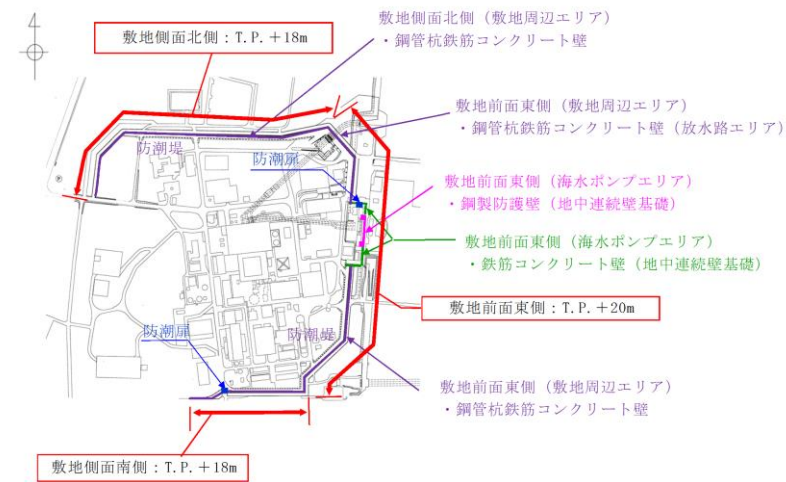 敷地側面北側（敷地周辺エリア）
・鋼管杭鉄筋コンクリート壁
敷地側面北側：T.P.＋18m
敷地前面東側（敷地周辺エリア）
・鋼管杭鉄筋コンクリート壁（放水路エリア）
防潮堤
防潮扉
敷地前面東側（海水ポンプエリア）
・鋼製防護壁（地中連続壁基礎）
敷地前面東側（海水ポンプエリア）
・鉄筋コンクリート壁（地中連続壁基礎）
敷地前面東側：T.P.＋20m
防潮扉
防潮堤
敷地前面東側（敷地周辺エリア）
・鋼管杭鉄筋コンクリート壁
敷地側面南側：T.P.＋18m